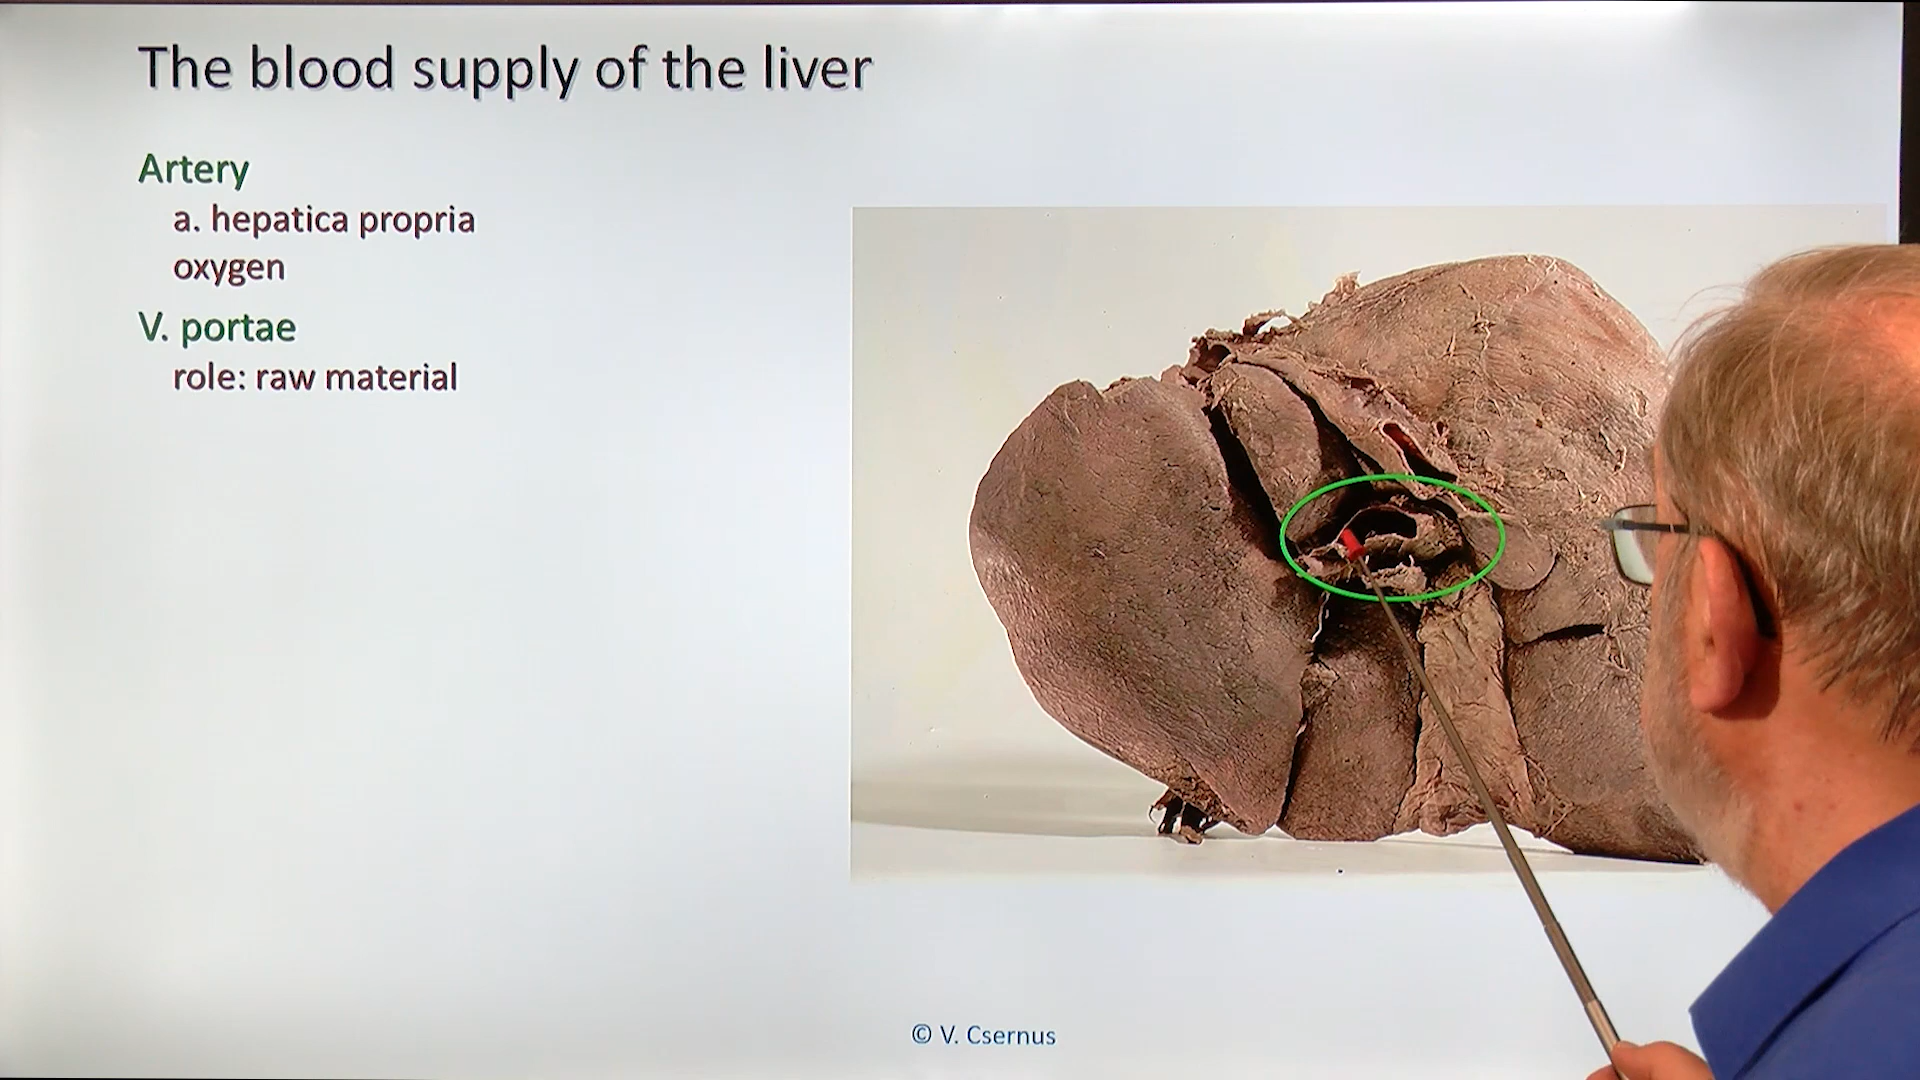 The blood supply of the liver
Artery
a. hepatica propria
oxygen
V. portae
role: raw material
© V. Csernus